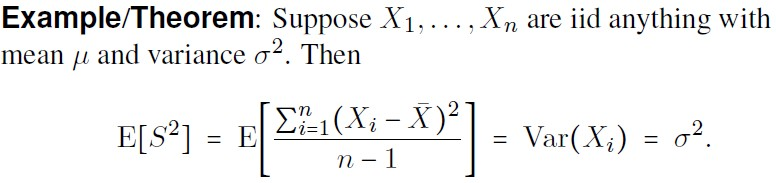 Example/Theorem: Suppose X₁, …, Xₙ are iid anything with
mean μ and variance σ². Then
E[S²] = E[ ∑ⁿᵢ₌₁(Xᵢ − X̄)² / n − 1 ] = Var(Xᵢ) = σ².